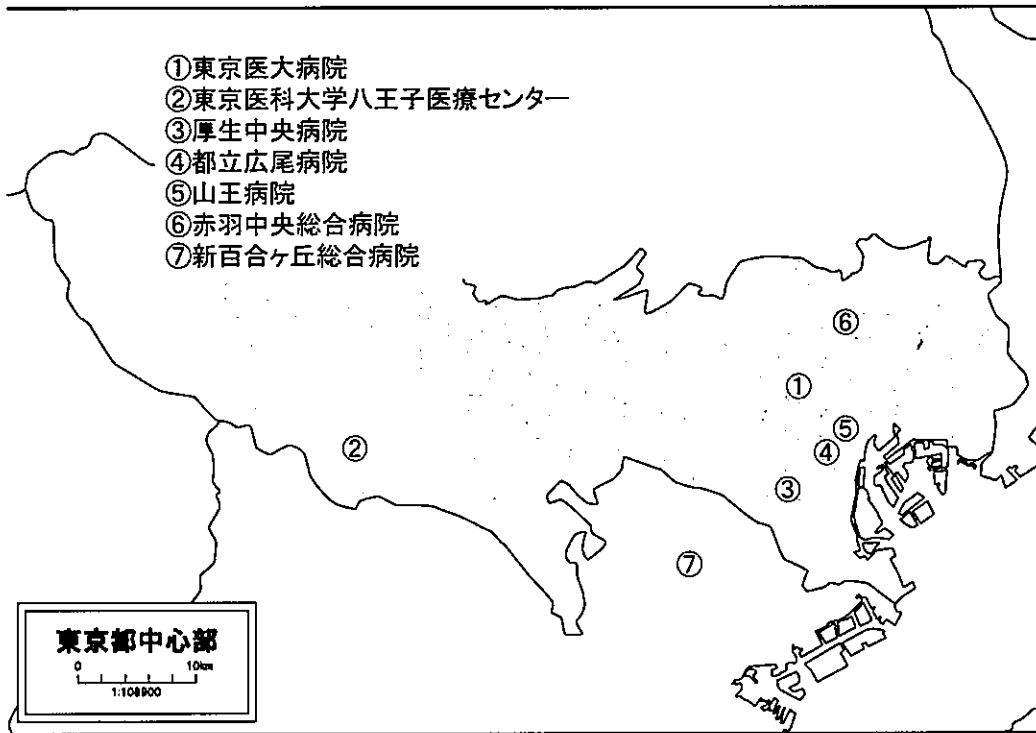 ①東京医大病院
②東京医科大学八王子医療センター
③厚生中央病院
④都立広尾病院
⑤山王病院
⑥赤羽中央総合病院
⑦新百合ヶ丘総合病院
⑥
①
⑤
②
④
③
⑦
東京都中心部
0 10km
1:108900